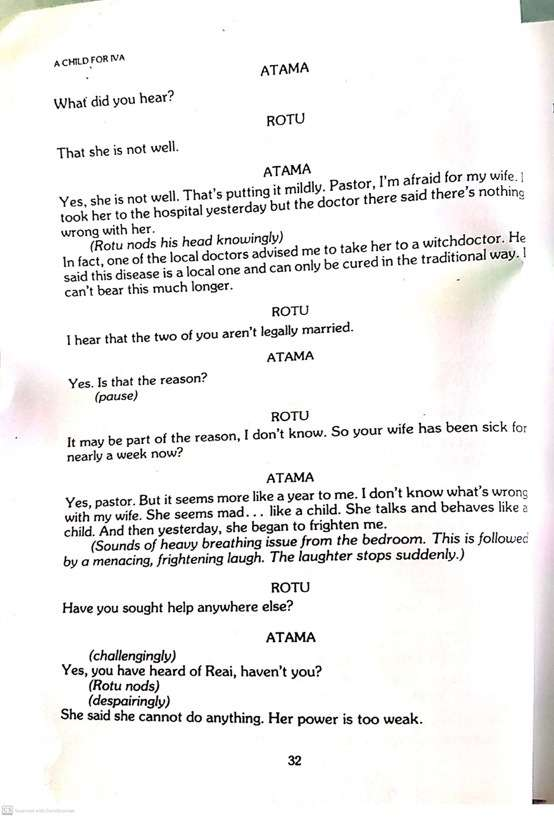 A CHILD FOR IVA
ATAMA
What did you hear?
ROTU
That she is not well.
ATAMA
Yes, she is not well. That's putting it mildly. Pastor, I'm afraid for my wife. I
took her to the hospital yesterday but the doctor there said there's nothing
wrong with her.
(Rotu nods his head knowingly)
In fact, one of the local doctors advised me to take her to a witchdoctor. He
said this disease is a local one and can only be cured in the traditional way. I
can't bear this much longer.
ROTU
I hear that the two of you aren't legally married.
ATAMA
Yes. Is that the reason?
(pause)
ROTU
It may be part of the reason, I don't know. So your wife has been sick for
nearly a week now?
ATAMA
Yes, pastor. But it seems more like a year to me. I don't know what's wrong
with my wife. She seems mad... like a child. She talks and behaves like a
child. And then yesterday, she began to frighten me.
(Sounds of heavy breathing issue from the bedroom. This is followed
by a menacing, frightening laugh. The laughter stops suddenly.)
ROTU
Have you sought help anywhere else?
ATAMA
(challengingly)
Yes, you have heard of Reai, haven't you?
(Rotu nods)
(despairingly)
She said she cannot do anything. Her power is too weak.
32
CS Scanned with CamScanner